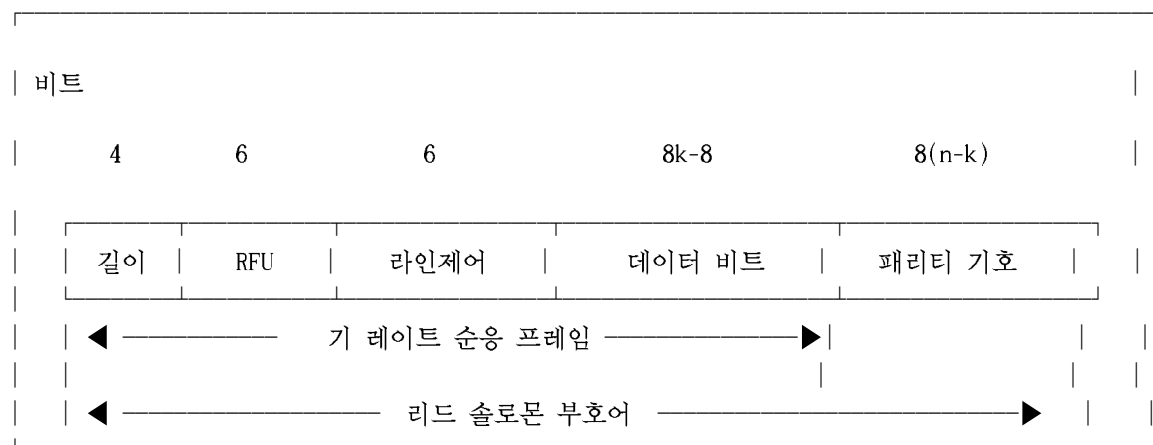 비트
4 6 6 8k-8 8(n-k)
길이 RFU 라인제어 데이터 비트 패리티 기호
기 레이트 순응 프레임
리드 솔로몬 부호어